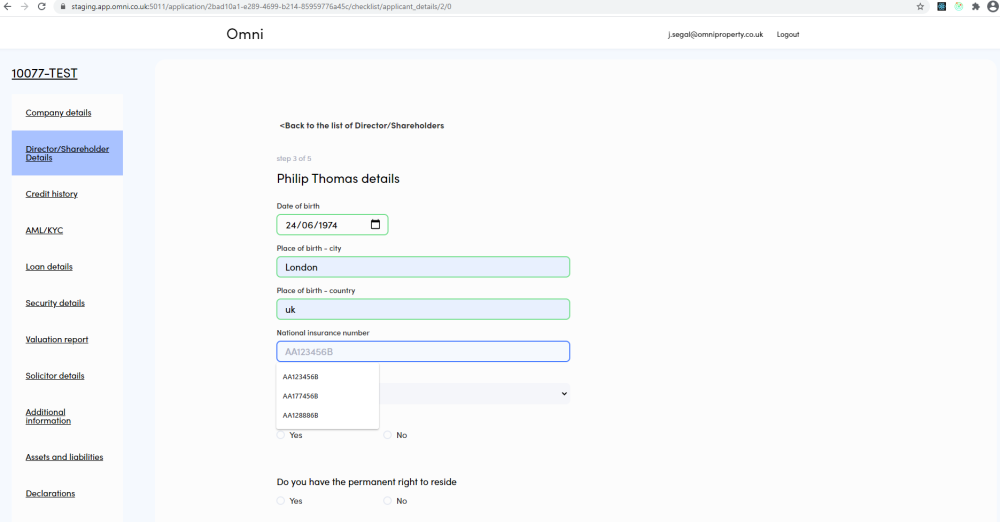 staging.app.omni.co.uk:5011/application/2bad10a1-e289-4699-b214-85959776a45c/checklist/applicant_details/2/0
Omni
j.segal@omniproperty.co.uk Logout
10077-TEST
Company details
Director/Shareholder
Details
Credit history
AML/KYC
Loan details
Security details
Valuation report
Solicitor details
Additional
information
Assets and liabilities
Declarations
<Back to the list of Director/Shareholders
step 3 of 5
Philip Thomas details
Date of birth
24/06/1974
Place of birth - city
London
Place of birth - country
uk
National insurance number
AA123456B
AA123456B
AA177456B
AA128886B
Yes No
Do you have the permanent right to reside
Yes No